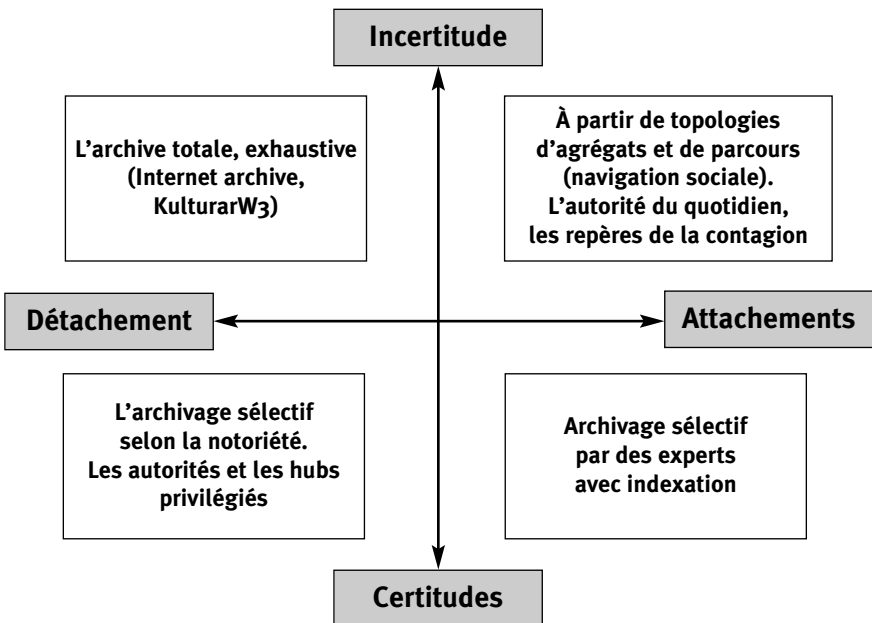 Incertitude
L'archive totale, exhaustive
(Internet archive,
KulturarW3)
À partir de topologies
d'agrégats et de parcours
(navigation sociale).
L'autorité du quotidien,
les repères de la contagion
Détachement
Attachements
L'archivage sélectif
selon la notoriété.
Les autorités et les hubs
privilégiés
Archivage sélectif
par des experts
avec indexation
Certitudes